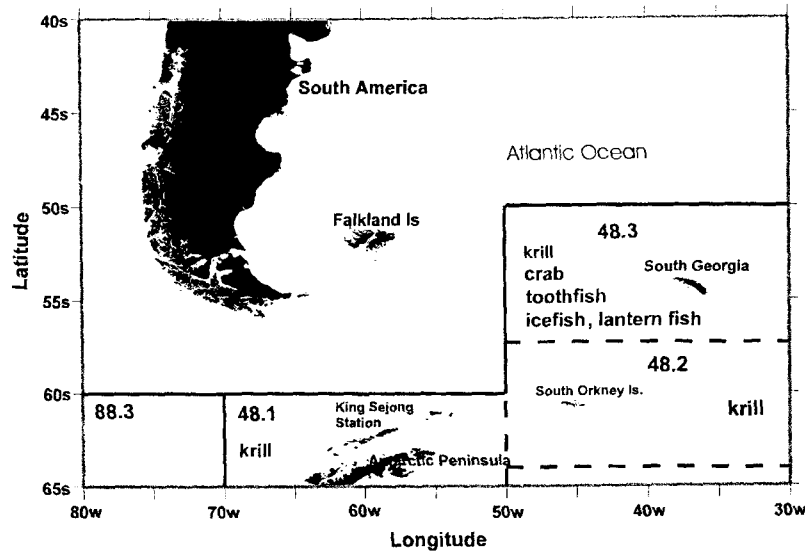 40s
South America
45s
Atlantic Ocean
50s
Falkland Is
48.3
krill
South Georgia
crab
toothfish
icefish, lantern fish
55s
48.2
60s
South Orkney Is.
88.3
48.1
King Sejong
Station
krill
krill
Antarctic Peninsula
65s
80w
70w
60w
50w
40w
30w
Latitude
Longitude